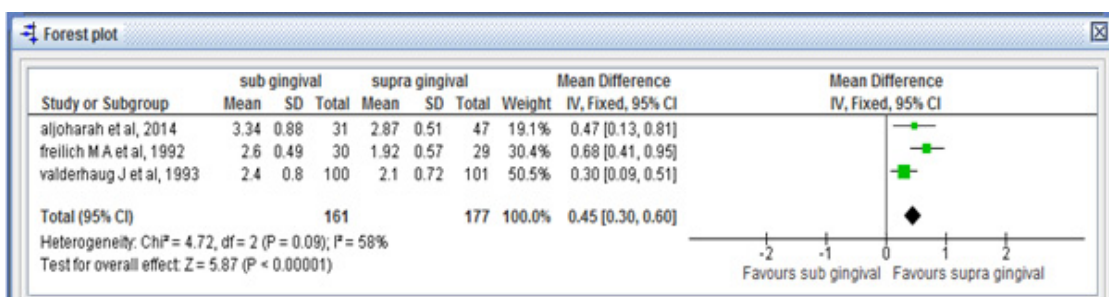 Forest plot
sub gingival supra gingival Mean Difference Mean Difference
Study or Subgroup Mean SD Total Mean SD Total Weight IV, Fixed, 95% CI IV, Fixed, 95% CI
aljoharah et al, 2014 3.34 0.88 31 2.87 0.51 47 19.1% 0.47 [0.13, 0.81]
freilich M A et al, 1992 2.6 0.49 30 1.92 0.57 29 30.4% 0.68 [0.41, 0.95]
valderhaug J et al, 1993 2.4 0.8 100 2.1 0.72 101 50.5% 0.30 [0.09, 0.51]
Total (95% CI) 161 177 100.0% 0.45 [0.30, 0.60]
Heterogeneity: Chi² = 4.72, df = 2 (P = 0.09); I² = 58%
Test for overall effect: Z = 5.87 (P < 0.00001)
-2 -1 0 1 2
Favours sub gingival Favours supra gingival